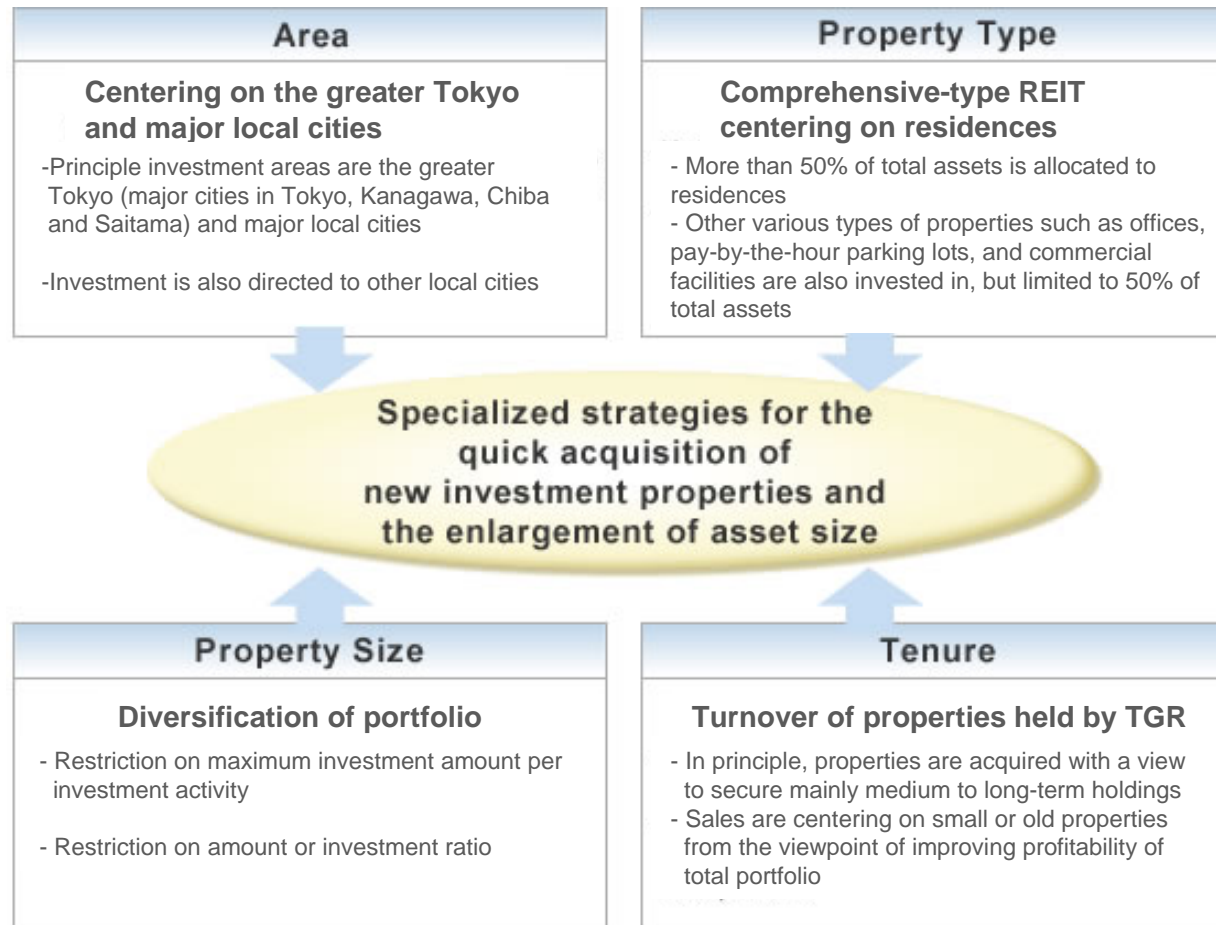 Area
Centering on the greater Tokyo
and major local cities
-Principle investment areas are the greater
Tokyo (major cities in Tokyo, Kanagawa, Chiba
and Saitama) and major local cities
-Investment is also directed to other local cities
Property Type
Comprehensive-type REIT
centering on residences
- More than 50% of total assets is allocated to
residences
- Other various types of properties such as offices,
pay-by-the-hour parking lots, and commercial
facilities are also invested in, but limited to 50% of
total assets
Specialized strategies for the
quick acquisition of
new investment properties and
the enlargement of asset size
Property Size
Diversification of portfolio
- Restriction on maximum investment amount per
investment activity
- Restriction on amount or investment ratio
Tenure
Turnover of properties held by TGR
- In principle, properties are acquired with a view
to secure mainly medium to long-term holdings
- Sales are centering on small or old properties
from the viewpoint of improving profitability of
total portfolio